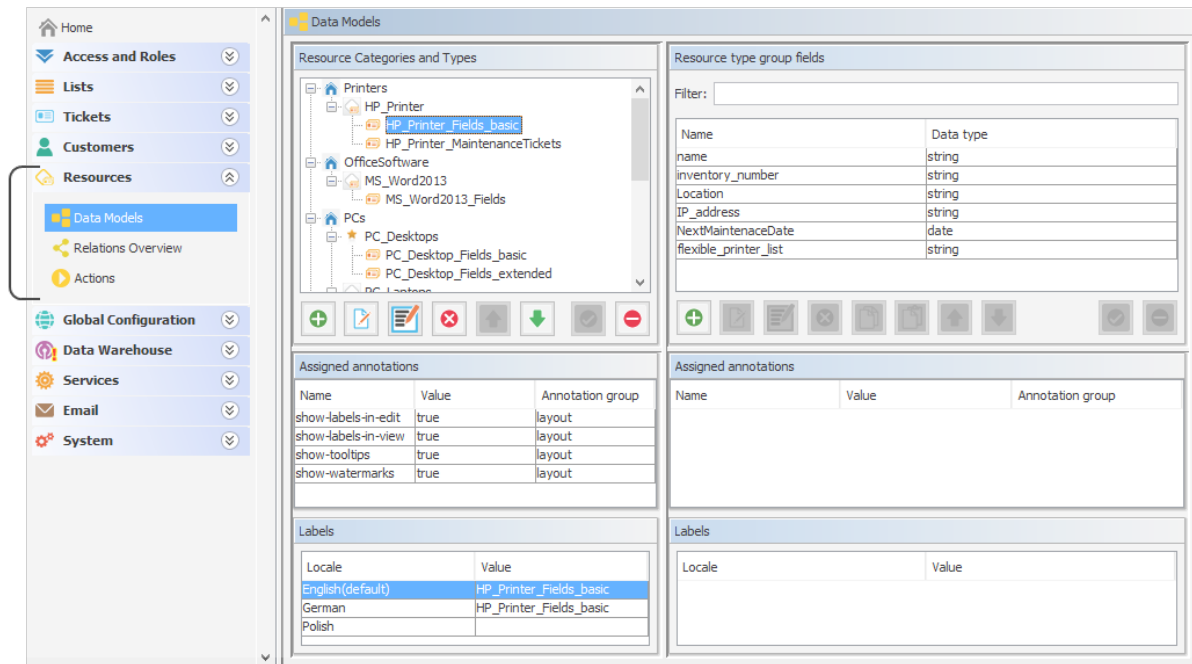 Home
Access and Roles
Lists
Tickets
Customers
Resources
Data Models
Relations Overview
Actions
Global Configuration
Data Warehouse
Services
Email
System
Data Models
Resource Categories and Types
Printers
HP_Printer
HP_Printer_Fields_basic
HP_Printer_MaintenanceTickets
OfficeSoftware
MS_Word2013
MS_Word2013_Fields
PCs
PC_Desktops
PC_Desktop_Fields_basic
PC_Desktop_Fields_extended
PC_Laptops
Assigned annotations
Name Value Annotation group
show-labels-in-edit true layout
show-labels-in-view true layout
show-tooltips true layout
show-watermarks true layout
Labels
Locale Value
English(default) HP_Printer_Fields_basic
German HP_Printer_Fields_basic
Polish
Resource type group fields
Filter:
Name Data type
name string
inventory_number string
Location string
IP_address string
NextMaintenaceDate date
flexible_printer_list string
Assigned annotations
Name Value Annotation group
Labels
Locale Value